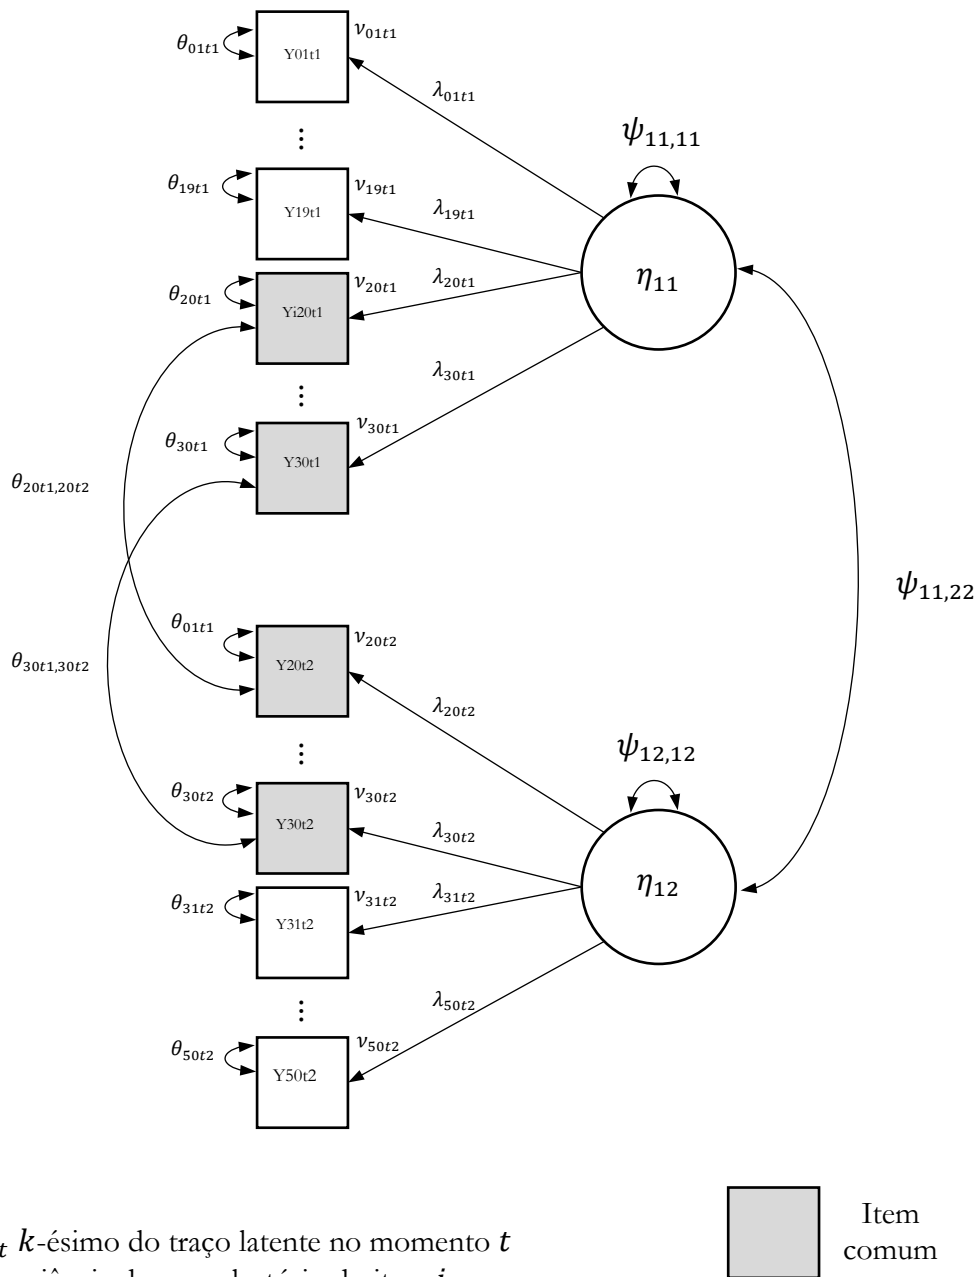 θ01t1 Y01t1 ν01t1
λ01t1
⋮
ψ11,11
θ19t1 Y19t1 ν19t1
λ19t1
η11
θ20t1 Yi20t1 ν20t1
λ20t1
⋮
λ30t1
θ30t1 Y30t1 ν30t1
θ20t1,20t2
ψ11,22
θ01t1 Y20t2 ν20t2
θ30t1,30t2
λ20t2
⋮
ψ12,12
θ30t2 Y30t2 ν30t2
λ30t2
η12
θ31t2 Y31t2 ν31t2
λ31t2
⋮
λ50t2
θ50t2 Y50t2 ν50t2
Item
comum
t k-ésimo do traço latente no momento t